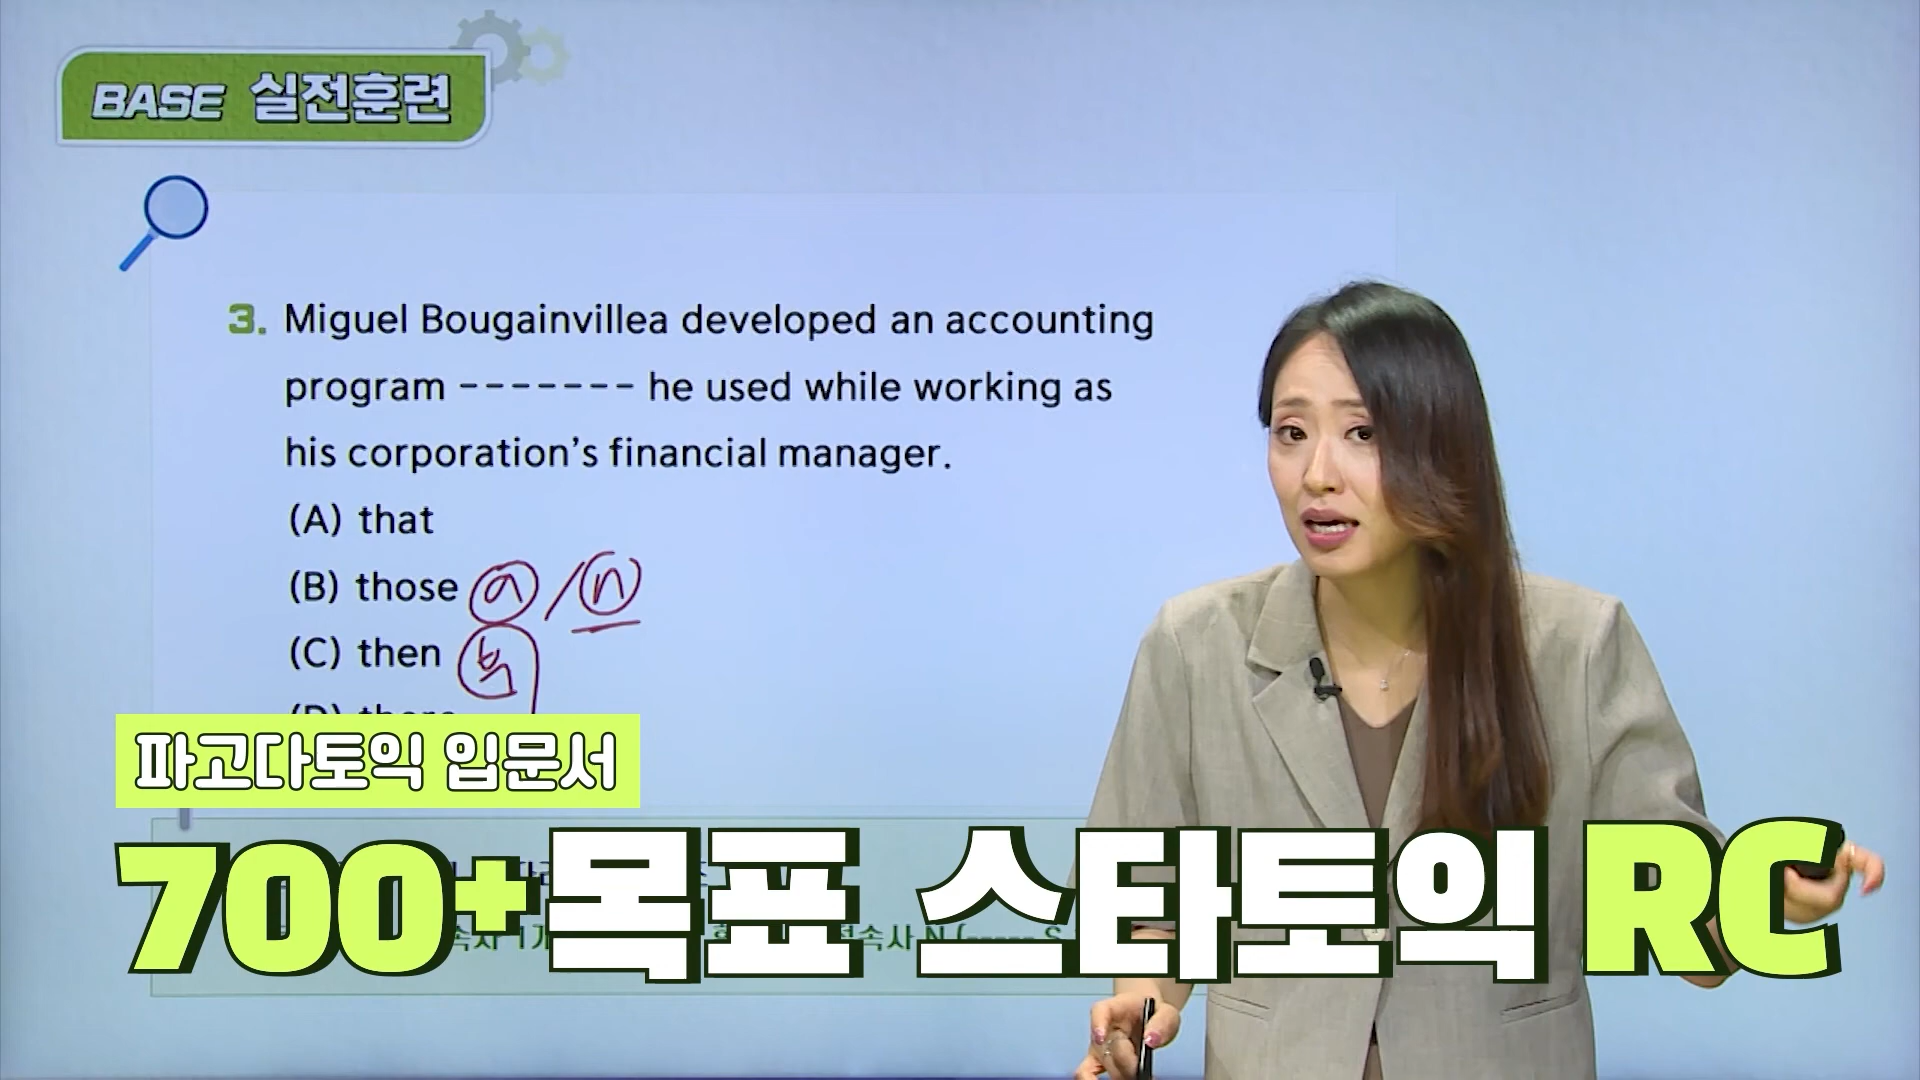 BASE 실전훈련
3. Miguel Bougainvillea developed an accounting
program ------- he used while working as
his corporation's financial manager.
(A) that
(B) those ⓐ / ⓝ
(C) then 부
파고다토익 입문서
700+목표 스타토익 RC